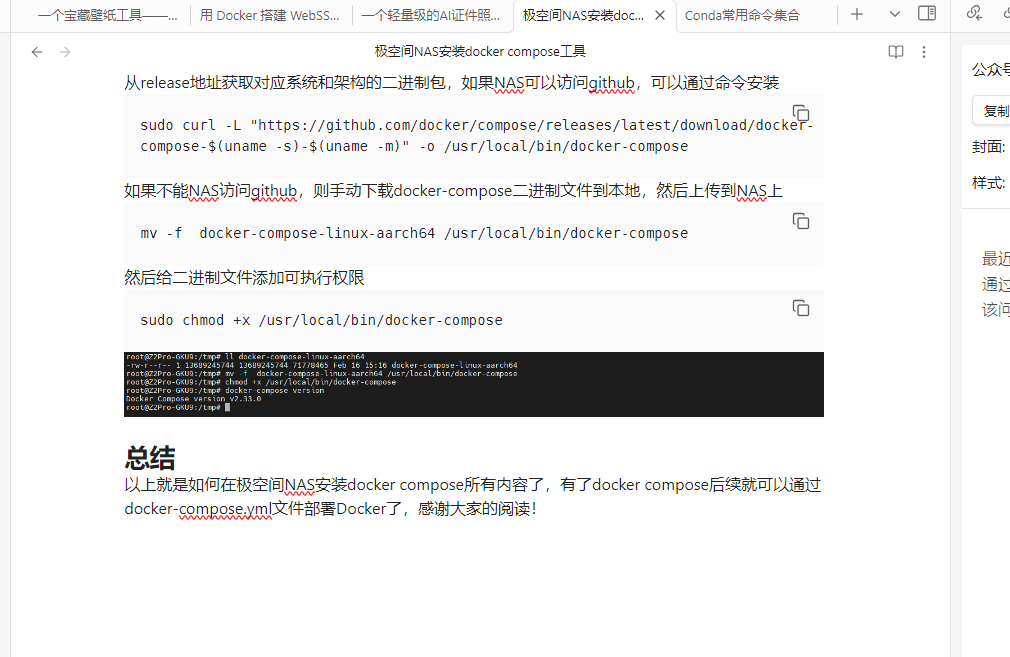 一个宝藏壁纸工具——...
用 Docker 搭建 WebSS...
一个轻量级的AI证件照...
极空间NAS安装doc...
Conda常用命令集合
极空间NAS安装docker compose工具
从release地址获取对应系统和架构的二进制包，如果NAS可以访问github，可以通过命令安装
sudo curl -L "https://github.com/docker/compose/releases/latest/download/docker-
compose-$(uname -s)-$(uname -m)" -o /usr/local/bin/docker-compose
如果不能NAS访问github，则手动下载docker-compose二进制文件到本地，然后上传到NAS上
mv -f  docker-compose-linux-aarch64 /usr/local/bin/docker-compose
然后给二进制文件添加可执行权限
sudo chmod +x /usr/local/bin/docker-compose
root@Z2Pro-GKU9:/tmp# ll docker-compose-linux-aarch64
-rw-r--r-- 1 13689245744 13689245744 71778465 Feb 16 15:16 docker-compose-linux-aarch64
root@Z2Pro-GKU9:/tmp# mv -f  docker-compose-linux-aarch64 /usr/local/bin/docker-compose
root@Z2Pro-GKU9:/tmp# chmod +x /usr/local/bin/docker-compose
root@Z2Pro-GKU9:/tmp# docker-compose version
Docker Compose version v2.33.0
root@Z2Pro-GKU9:/tmp#
总结
以上就是如何在极空间NAS安装docker compose所有内容了，有了docker compose后续就可以通过
docker-compose.yml文件部署Docker了，感谢大家的阅读！
公众号
复制
封面:
样式:
最近
通过
该问